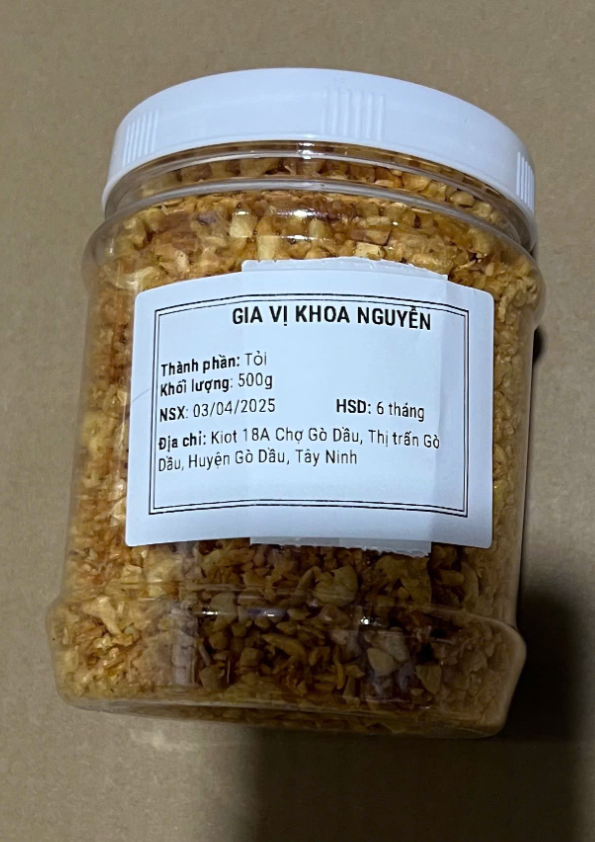 GIA VỊ KHOA NGUYỄN
Thành phần: Tỏi
Khối lượng: 500g
NSX: 03/04/2025 HSD: 6 tháng
Địa chỉ: Kiot 18A Chợ Gò Dầu, Thị trấn Gò
Dầu, Huyện Gò Dầu, Tây Ninh